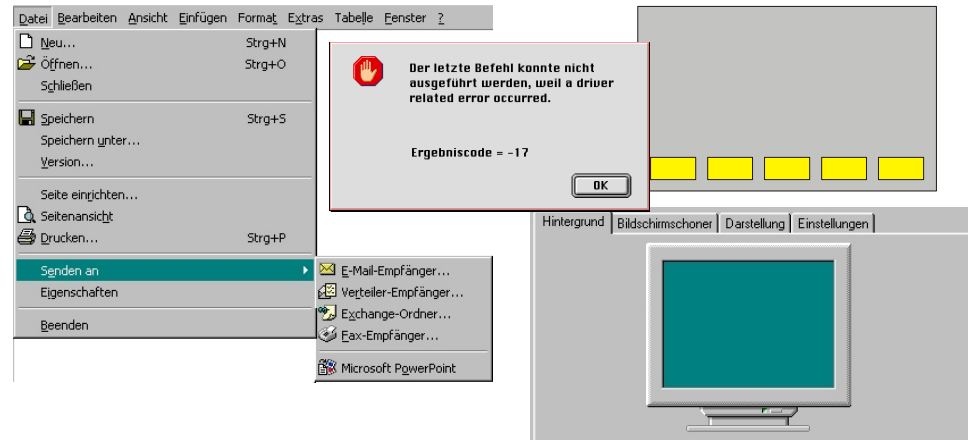 Datei Bearbeiten Ansicht Einfügen Format Extras Tabelle Fenster ?
Neu... Strg+N
Öffnen... Strg+O
Schließen
Speichern Strg+S
Speichern unter...
Version...
Seite einrichten...
Seitenansicht
Drucken... Strg+P
Senden an
Eigenschaften
Beenden
E-Mail-Empfänger...
Verteiler-Empfänger...
Exchange-Ordner...
Fax-Empfänger...
Microsoft PowerPoint
Der letzte Befehl konnte nicht
ausgeführt werden, weil a driver
related error occurred.
Ergebniscode = -17
OK
Hintergrund Bildschirmschoner Darstellung Einstellungen